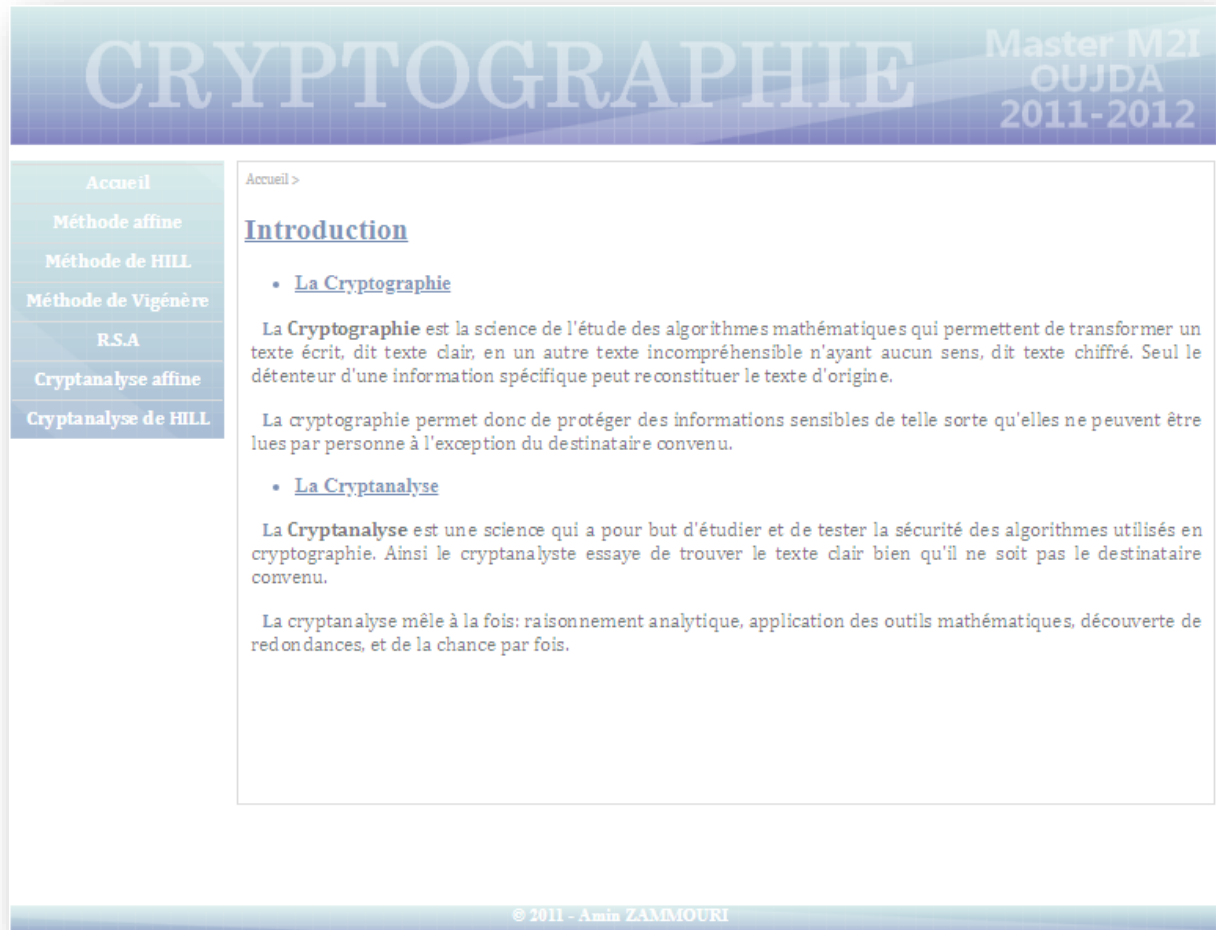 CRYPTOGRAPHIE
Master M2I
OUJDA
2011-2012
Accueil
Méthode affine
Méthode de HILL
Méthode de Vigénère
R.S.A
Cryptanalyse affine
Cryptanalyse de HILL
Accueil >
Introduction
• La Cryptographie
La Cryptographie est la science de l'étude des algorithmes mathématiques qui permettent de transformer un
texte écrit, dit texte clair, en un autre texte incompréhensible n'ayant aucun sens, dit texte chiffré. Seul le
détenteur d'une information spécifique peut reconstituer le texte d'origine.
La cryptographie permet donc de protéger des informations sensibles de telle sorte qu'elles ne peuvent être
lues par personne à l'exception du destinataire convenu.
• La Cryptanalyse
La Cryptanalyse est une science qui a pour but d'étudier et de tester la sécurité des algorithmes utilisés en
cryptographie. Ainsi le cryptanalyste essaye de trouver le texte clair bien qu'il ne soit pas le destinataire
convenu.
La cryptanalyse mêle à la fois: raisonnement analytique, application des outils mathématiques, découverte de
redondances, et de la chance par fois.
© 2011 - Amin ZAMMOURI